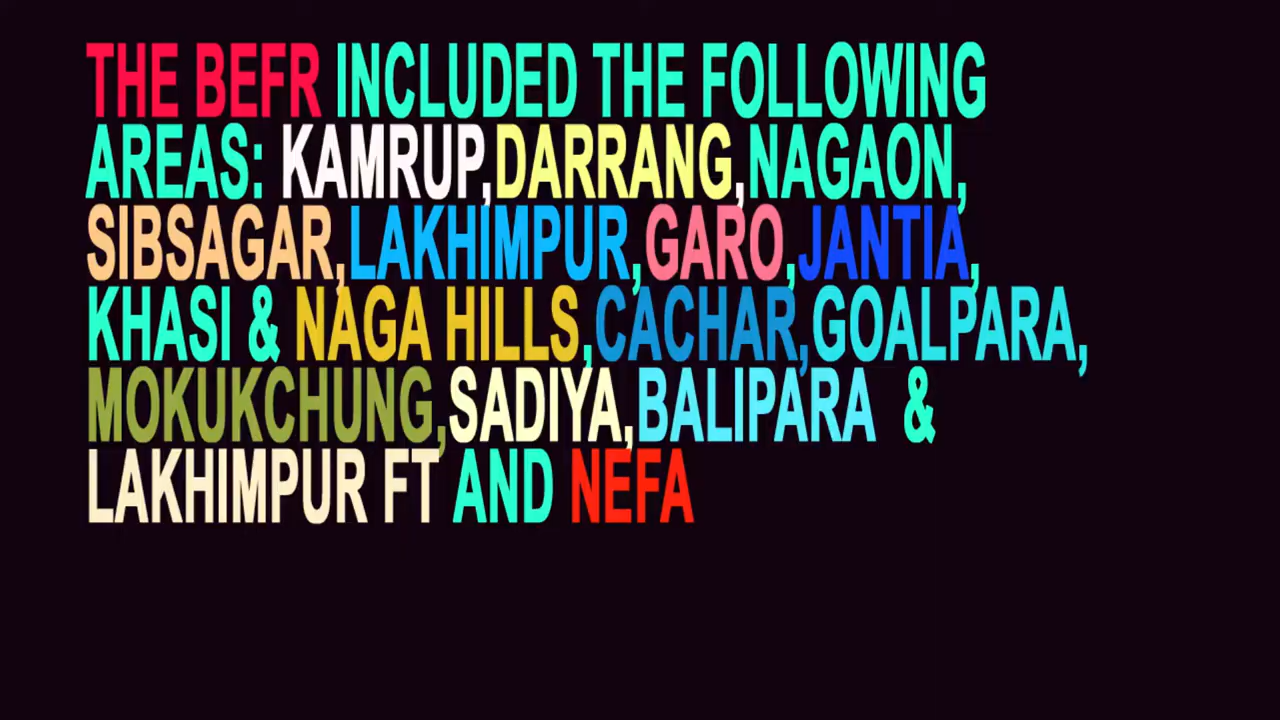 THE BEFR INCLUDED THE FOLLOWING
AREAS: KAMRUP,DARRANG,NAGAON,
SIBSAGAR,LAKHIMPUR,GARO,JANTIA,
KHASI & NAGA HILLS,CACHAR,GOALPARA,
MOKUKCHUNG,SADIYA,BALIPARA &
LAKHIMPUR FT AND NEFA